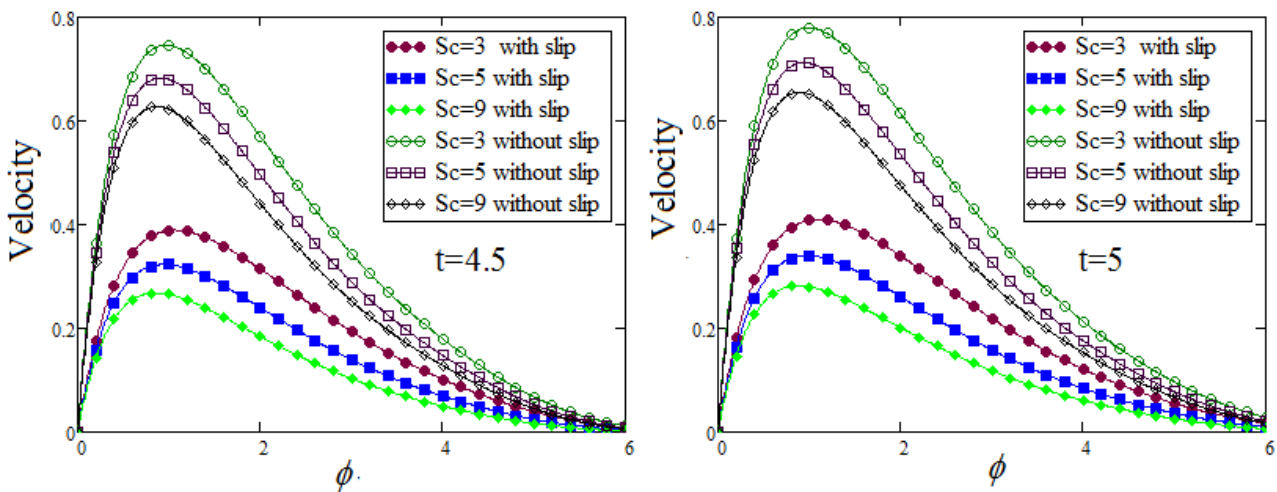 0.8
0.6
0.4
0.2
0
Velocity
Sc=3 with slip
Sc=5 with slip
Sc=9 with slip
Sc=3 without slip
Sc=5 without slip
Sc=9 without slip
t=4.5
0 2 4 6
ϕ.
0.8
0.6
0.4
0.2
0
Velocity
Sc=3 with slip
Sc=5 with slip
Sc=9 with slip
Sc=3 without slip
Sc=5 without slip
Sc=9 without slip
t=5
0 2 4 6
ϕ